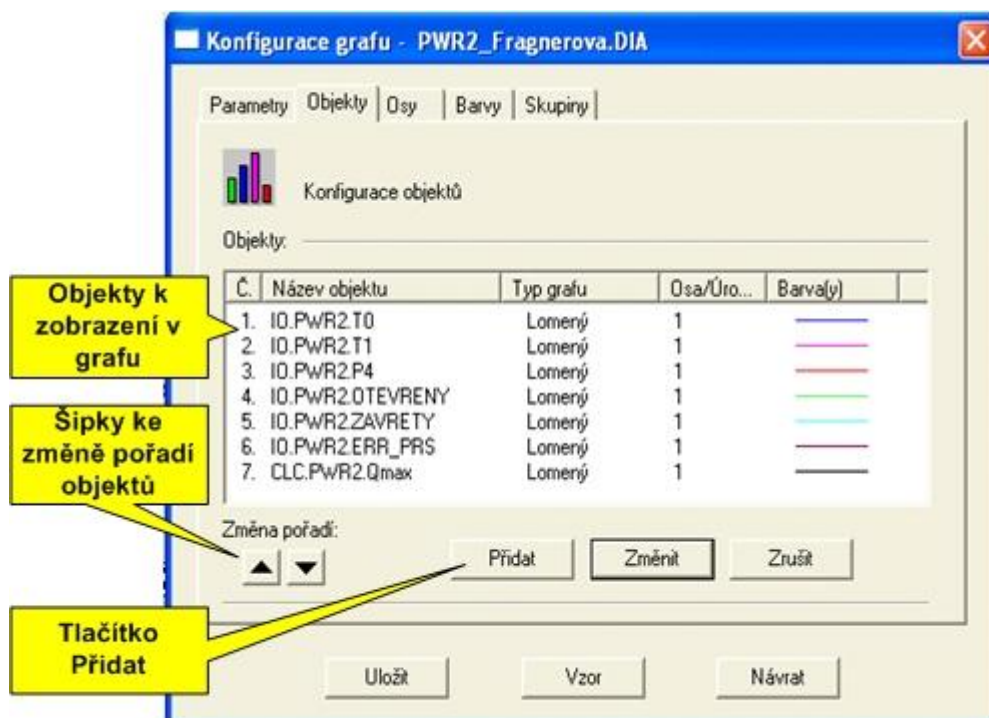 Konfigurace grafu - PWR2_Fragnerova.DIA
Parametry Objekty Osy Barvy Skupiny
Konfigurace objektů
Objekty:
Č. Název objektu Typ grafu Osa/Úro... Barva(y)
1. IO.PWR2.T0 Lomený 1
2. IO.PWR2.T1 Lomený 1
3. IO.PWR2.P4 Lomený 1
4. IO.PWR2.OTEVRENY Lomený 1
5. IO.PWR2.ZAVRETY Lomený 1
6. IO.PWR2.ERR_PRS Lomený 1
7. CLC.PWR2.Qmax Lomený 1
Objekty k
zobrazení v
grafu
Šipky ke
změně pořadí
objektů
Změna pořadí:
Přidat Změnit Zrušit
Tlačítko
Přidat
Uložit Vzor Návrat